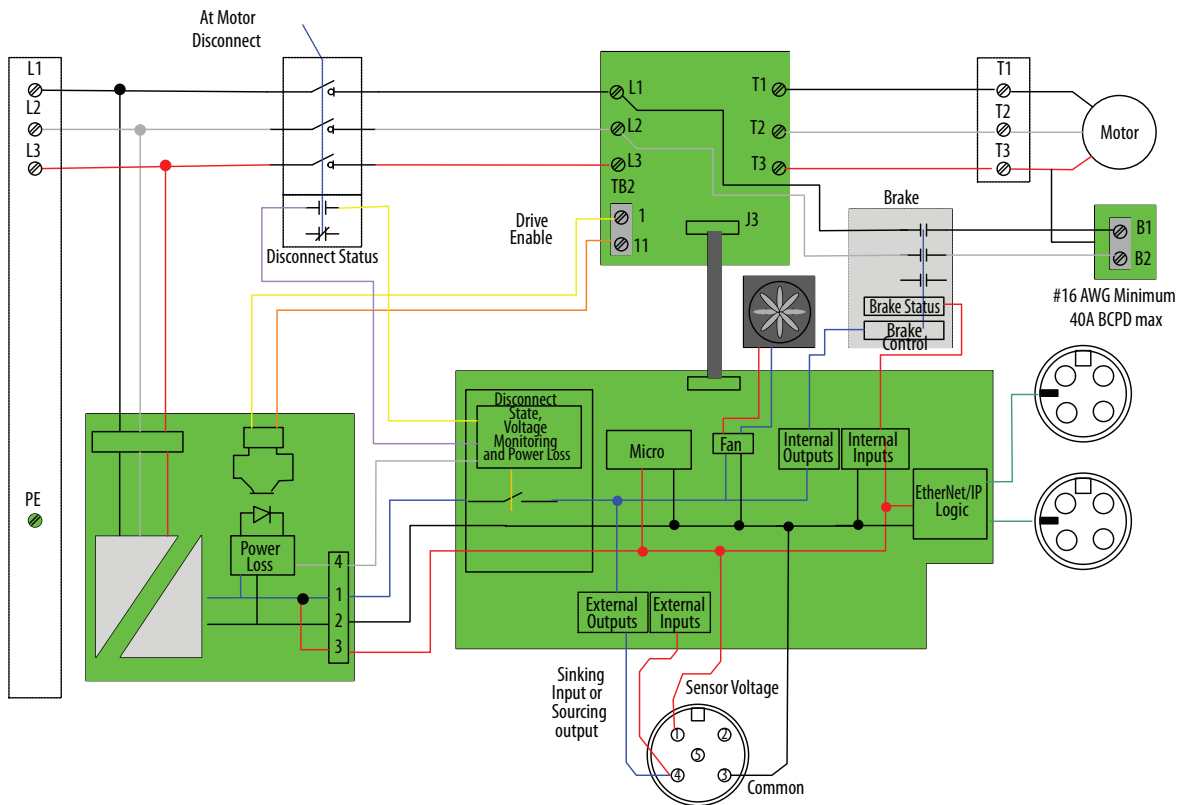 At Motor
Disconnect
L1
L2
L3
PE
L1
L2
L3
TB2
1
11
T1
T2
T3
J3
T1
T2
T3
Motor
Drive
Enable
Disconnect Status
Brake
Brake Status
Brake
Control
B1
B2
#16 AWG Minimum
40A BCPD max
Disconnect
State,
Voltage
Monitoring
and Power Loss
Micro
Fan
Internal
Outputs
Internal
Inputs
EtherNet/IP
Logic
Power
Loss
4
1
2
3
External
Outputs
External
Inputs
Sinking
Input or
Sourcing
output
Sensor Voltage
1
2
5
4
3
Common